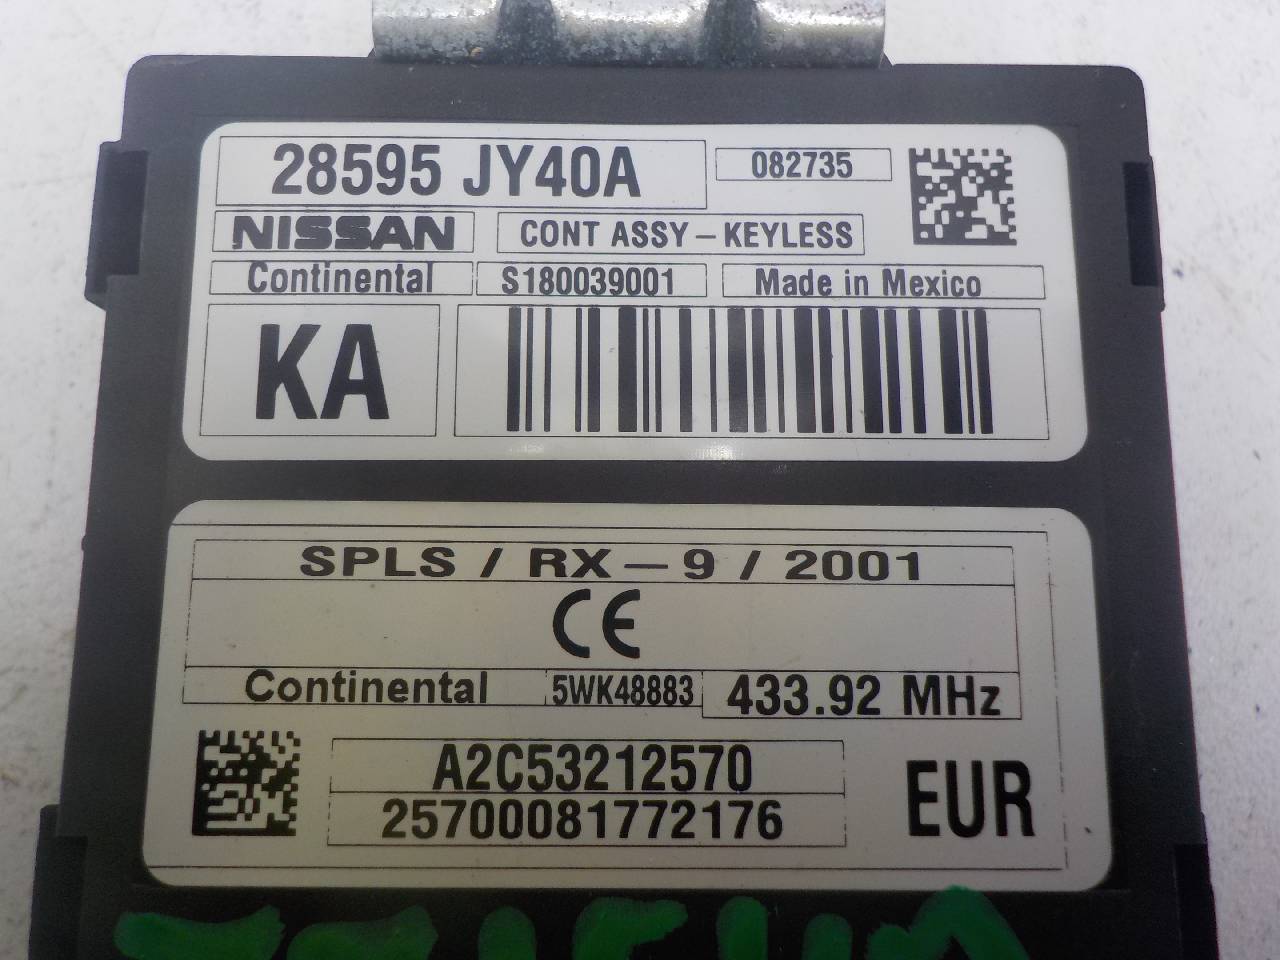 28595 JY40A
082735
NISSAN
CONT ASSY-KEYLESS
Continental
S180039001
Made in Mexico
KA
SPLS / RX-9 / 2001
CE
Continental
5WK48883
433.92 MHz
A2C53212570
25700081772176
EUR